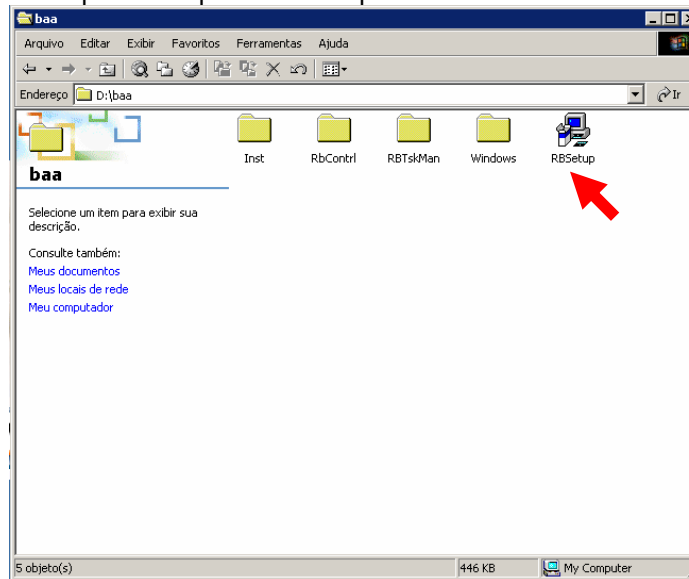 baa
Arquivo Editar Exibir Favoritos Ferramentas Ajuda
Endereço D:\baa Ir
Inst RbContrl RBTskMan Windows RBSetup
baa
Selecione um item para exibir sua
descrição.
Consulte também:
Meus documentos
Meus locais de rede
Meu computador
5 objeto(s) 446 KB My Computer